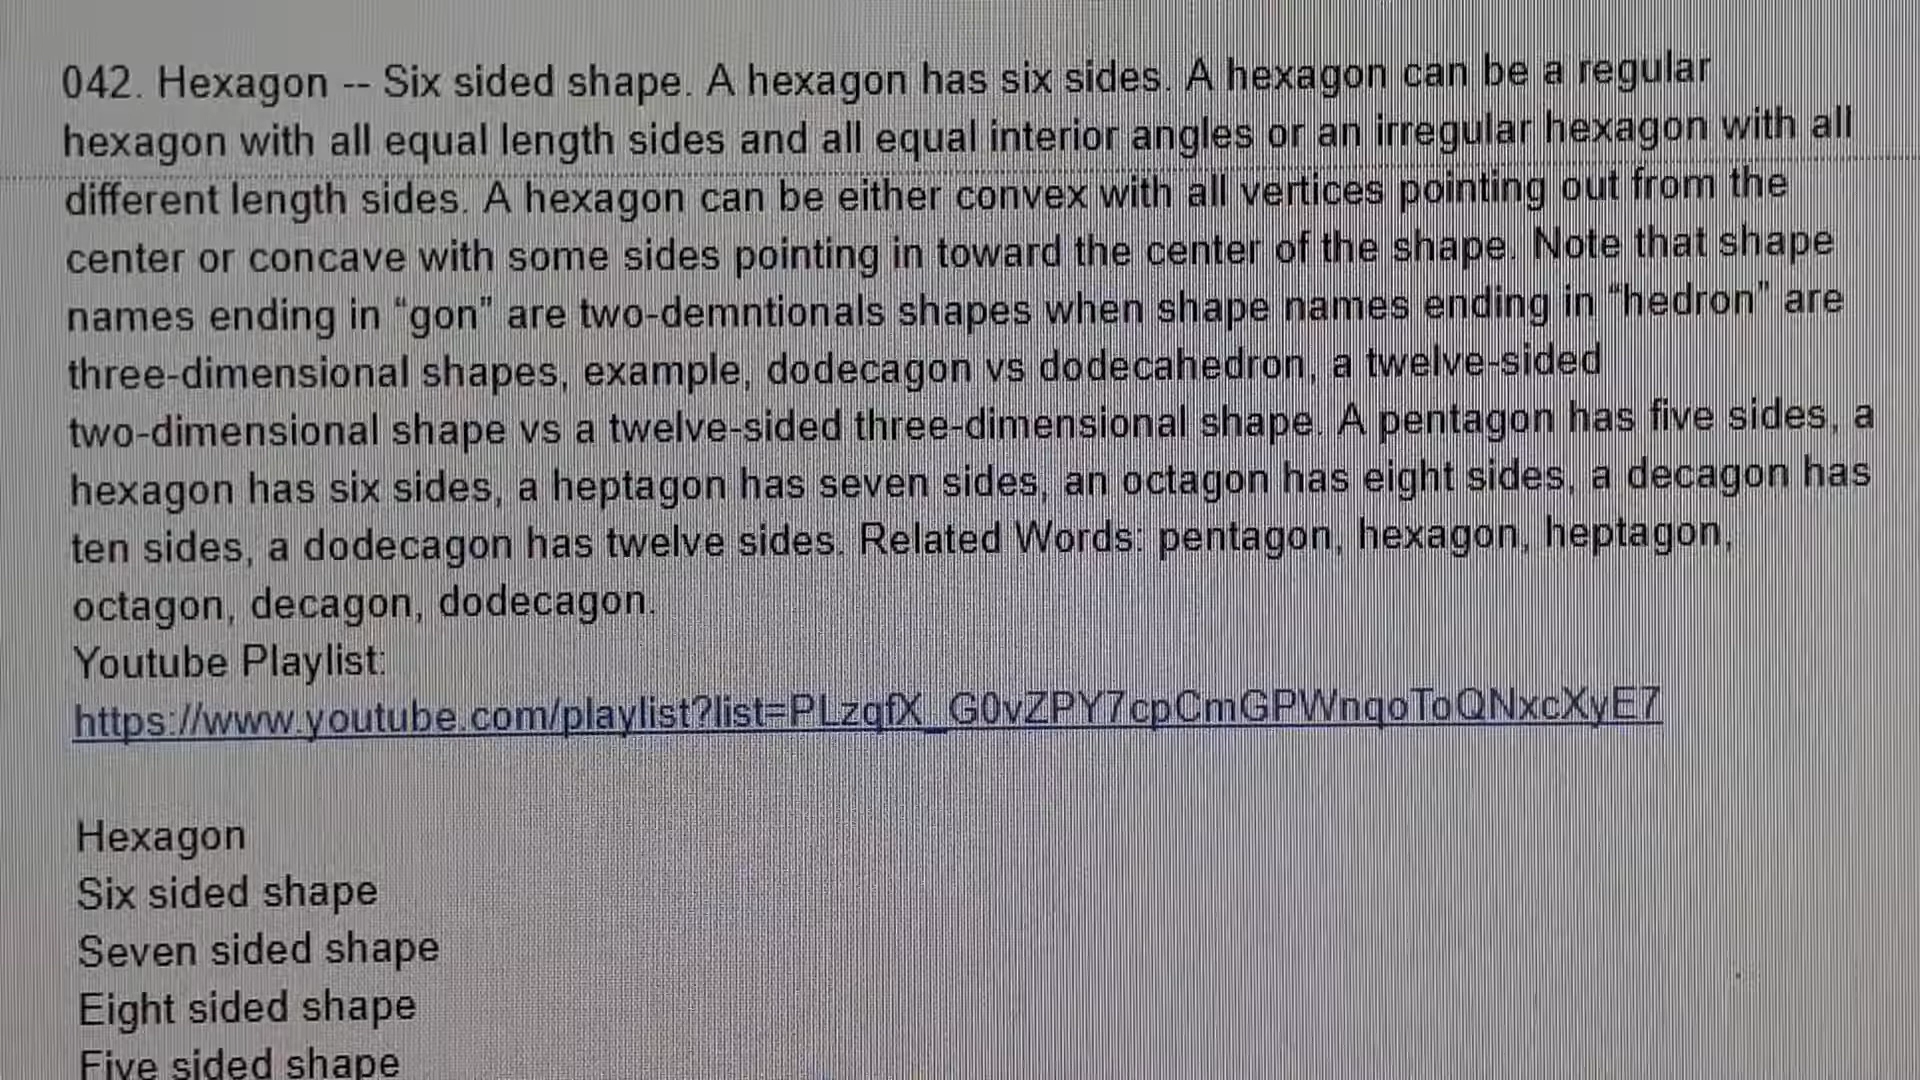 042. Hexagon -- Six sided shape. A hexagon has six sides. A hexagon can be a regular
hexagon with all equal length sides and all equal interior angles or an irregular hexagon with all
different length sides. A hexagon can be either convex with all vertices pointing out from the
center or concave with some sides pointing in toward the center of the shape. Note that shape
names ending in “gon” are two-demntionals shapes when shape names ending in “hedron” are
three-dimensional shapes, example, dodecagon vs dodecahedron, a twelve-sided
two-dimensional shape vs a twelve-sided three-dimensional shape. A pentagon has five sides, a
hexagon has six sides, a heptagon has seven sides, an octagon has eight sides, a decagon has
ten sides, a dodecagon has twelve sides. Related Words: pentagon, hexagon, heptagon,
octagon, decagon, dodecagon.
Youtube Playlist:
https://www.youtube.com/playlist?list=PLzqfX_G0vZPY7cpCmGPWnqoToQNxcXyE7
Hexagon
Six sided shape
Seven sided shape
Eight sided shape
Five sided shape